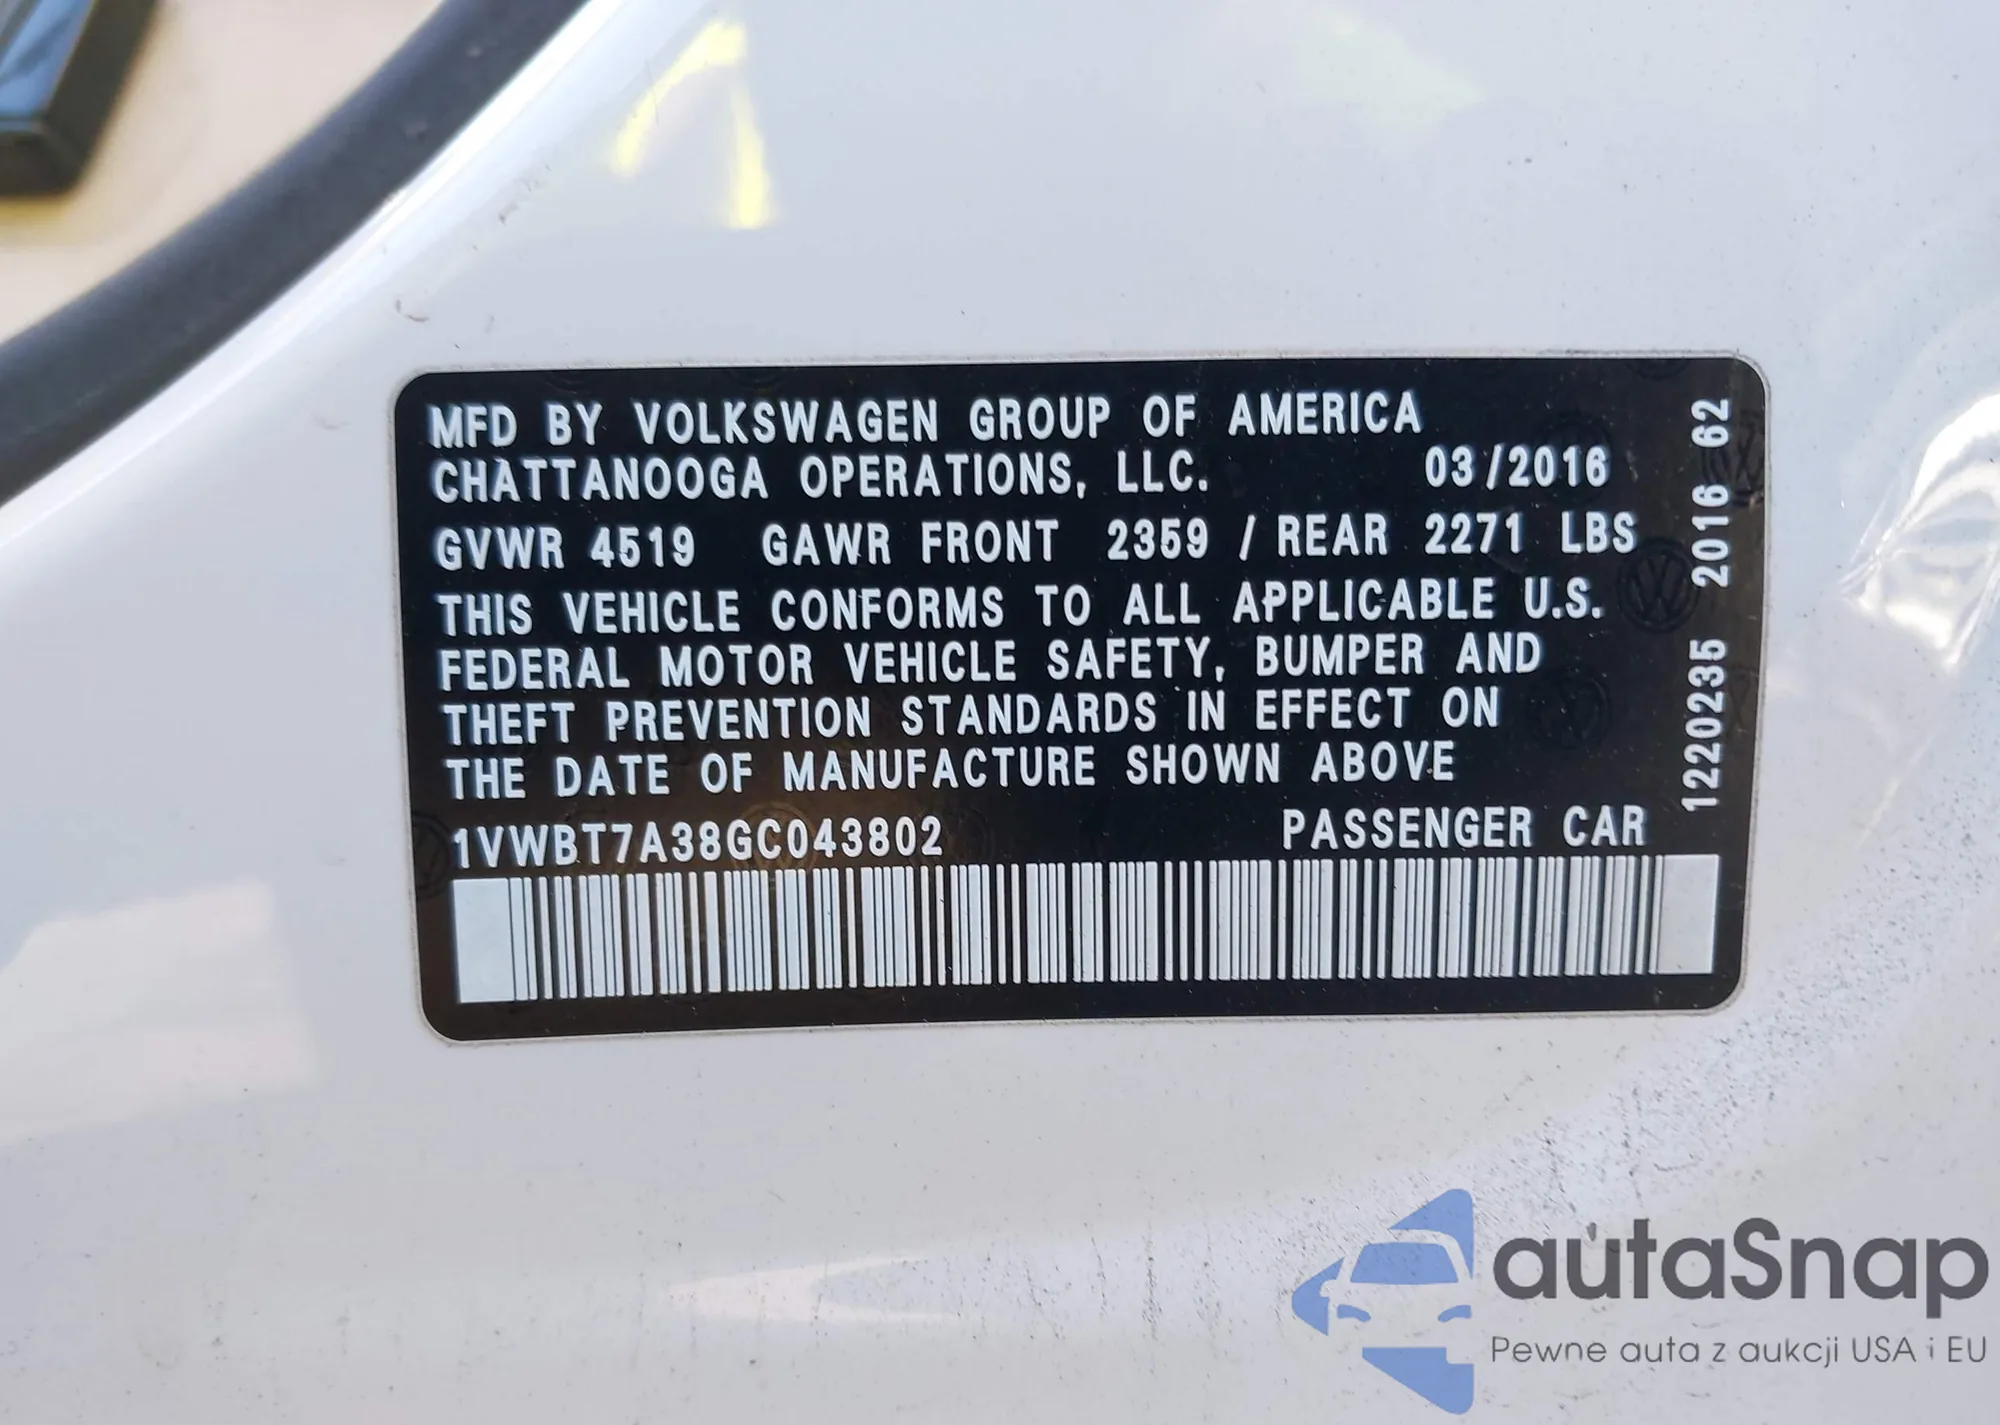 MFD BY VOLKSWAGEN GROUP OF AMERICA
CHATTANOOGA OPERATIONS, LLC. 03/2016
GVWR 4519 GAWR FRONT 2359 / REAR 2271 LBS
THIS VEHICLE CONFORMS TO ALL APPLICABLE U.S.
FEDERAL MOTOR VEHICLE SAFETY, BUMPER AND
THEFT PREVENTION STANDARDS IN EFFECT ON
THE DATE OF MANUFACTURE SHOWN ABOVE
1VWBT7A38GC043802 PASSENGER CAR
1220235 2016 62
autaSnap
Pewne auta z aukcji USA i EU